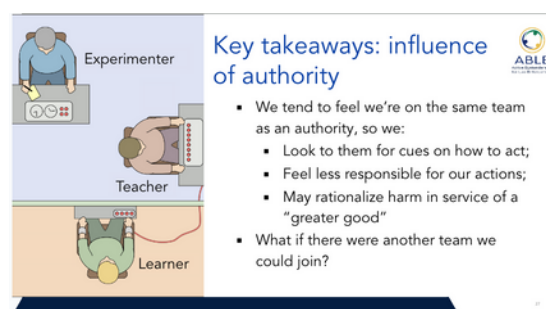 Experimenter
Teacher
Learner
Key takeaways: influence
of authority
ABLE
▪ We tend to feel we're on the same team
as an authority, so we:
▪ Look to them for cues on how to act;
▪ Feel less responsible for our actions;
▪ May rationalize harm in service of a
"greater good"
▪ What if there were another team we
could join?